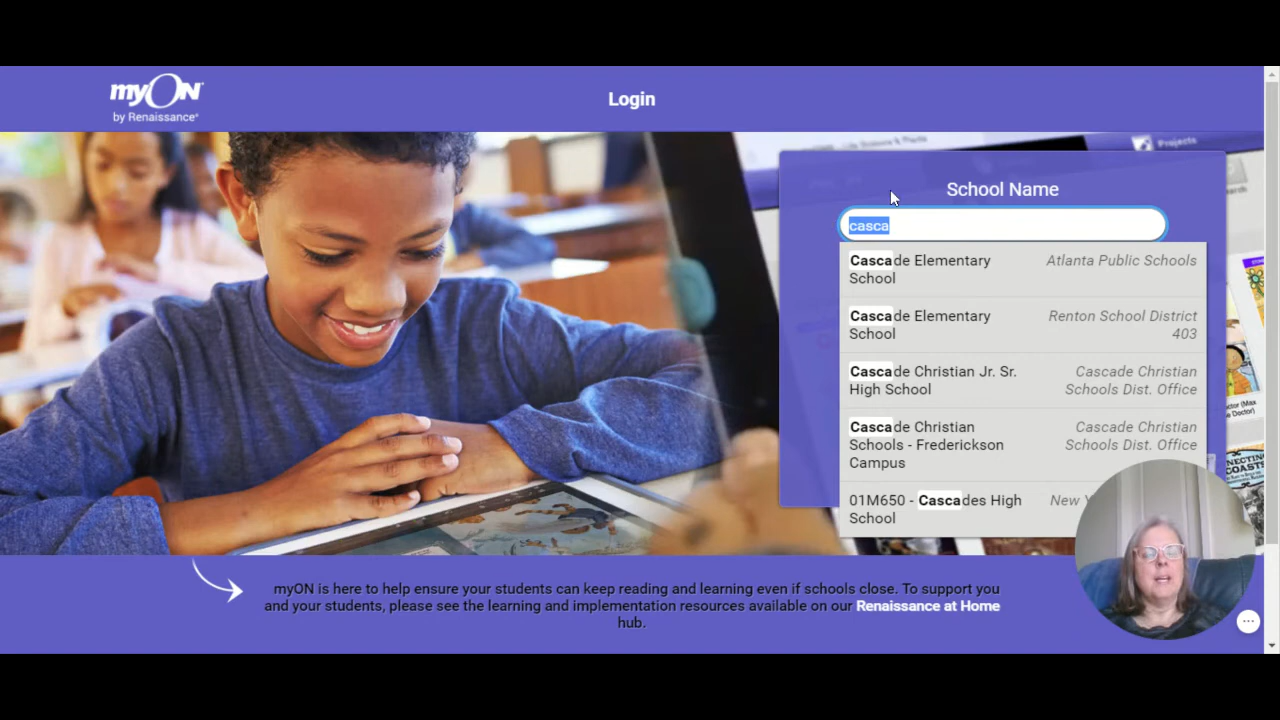 myON
by Renaissance
Login
Projects
School Name
casca
Cascade Elementary
School
Atlanta Public Schools
Cascade Elementary
School
Renton School District
403
Cascade Christian Jr. Sr.
High School
Cascade Christian
Schools Dist. Office
Cascade Christian
Schools - Frederickson
Campus
Cascade Christian
Schools Dist. Office
01M650 - Cascades High
School
New
myON is here to help ensure your students can keep reading and learning even if schools close. To support you
and your students, please see the learning and implementation resources available on our Renaissance at Home
hub.